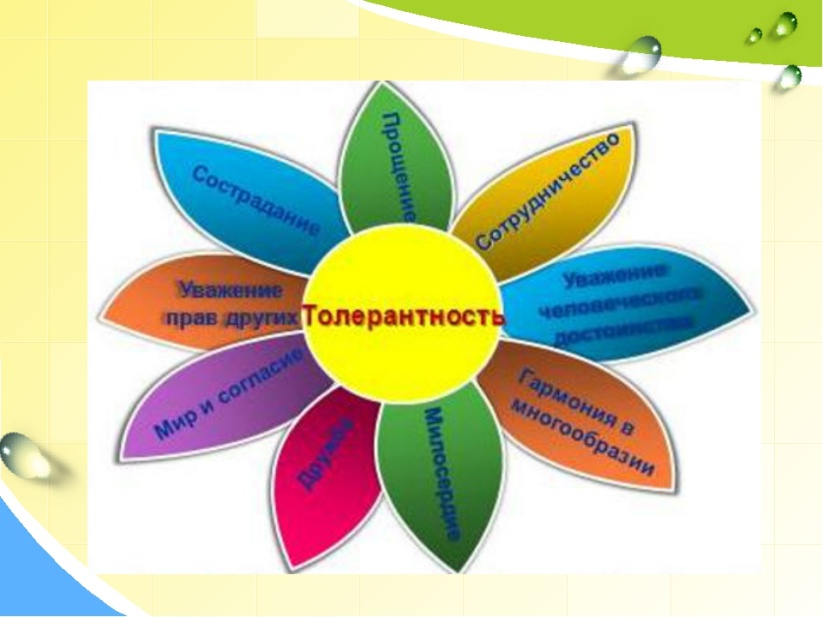 Прощение
Сотрудничество
Сострадание
Уважение
человеческого
достоинства
Уважение
прав других
Толерантность
Мир и согласие
Гармония в
многообразии
Дружба
Милосердие